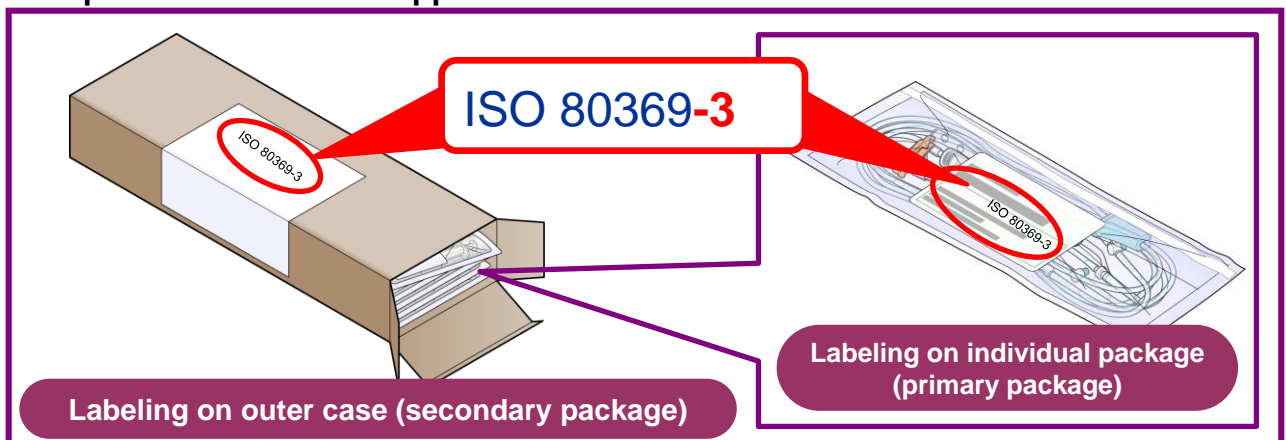 ISO 80369-3
ISO 80369-3
ISO 80369-3
Labeling on individual package
(primary package)
Labeling on outer case (secondary package)